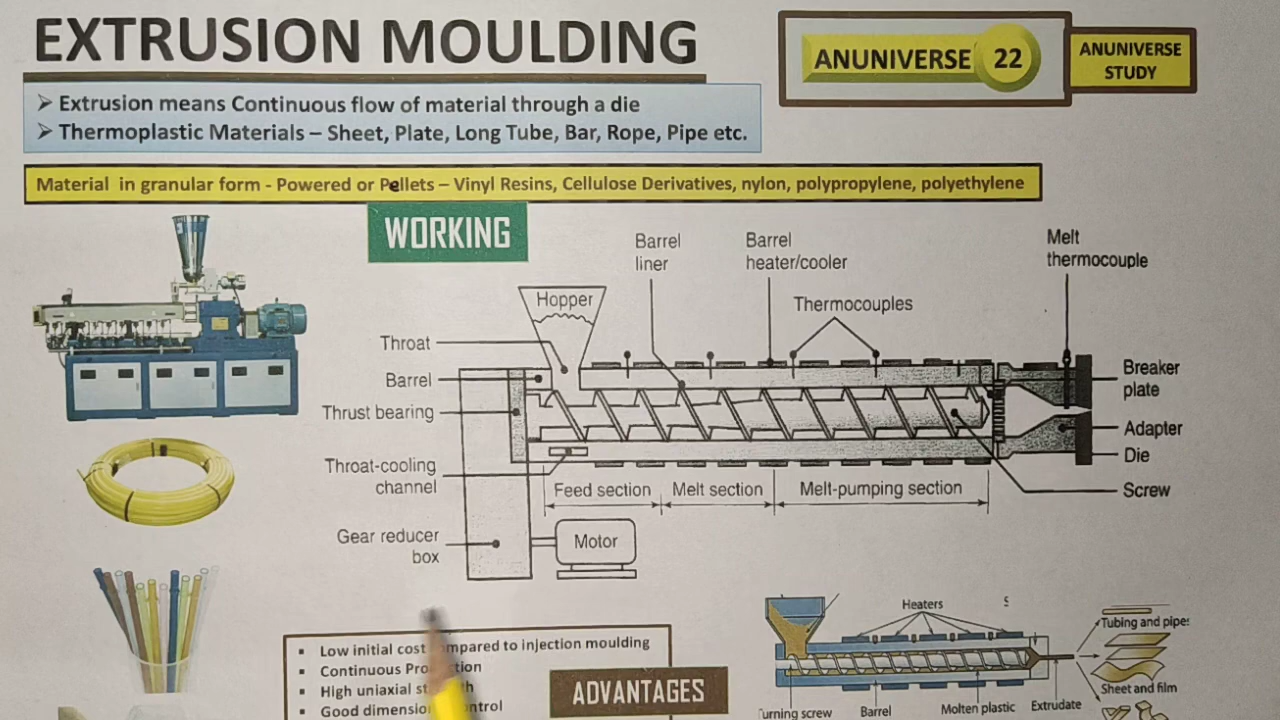 EXTRUSION MOULDING
ANUNIVERSE 22
ANUNIVERSE
STUDY
➢ Extrusion means Continuous flow of material through a die
➢ Thermoplastic Materials – Sheet, Plate, Long Tube, Bar, Rope, Pipe etc.
Material in granular form - Powered or Pellets – Vinyl Resins, Cellulose Derivatives, nylon, polypropylene, polyethylene
WORKING
Barrel
liner
Barrel
heater/cooler
Melt
thermocouple
Hopper
Thermocouples
Throat
Barrel
Thrust bearing
Throat-cooling
channel
Gear reducer
box
Breaker
plate
Adapter
Die
Screw
Feed section
Melt section
Melt-pumping section
Motor
▪ Low initial cost compared to injection moulding
▪ Continuous
▪ High uniaxial
▪ Good
ADVANTAGES
Heaters
S
Tubing and pipes
Sheet and film
Turning screw
Barrel
Molten plastic
Extrudate